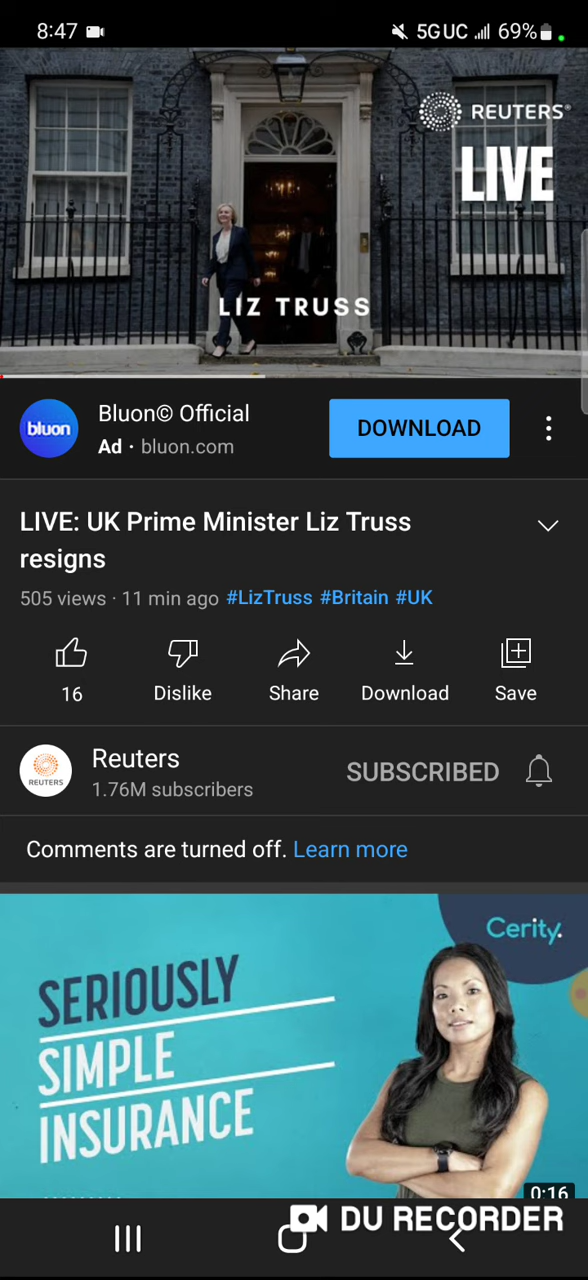 8:47
5G UC 69%
REUTERS®
LIVE
LIZ TRUSS
bluon
Bluon© Official
Ad · bluon.com
DOWNLOAD
LIVE: UK Prime Minister Liz Truss
resigns
505 views · 11 min ago #LizTruss #Britain #UK
16
Dislike
Share
Download
Save
REUTERS
Reuters
1.76M subscribers
SUBSCRIBED
Comments are turned off. Learn more
Cerity.
SERIOUSLY
SIMPLE
INSURANCE
0:16
DU RECORDER